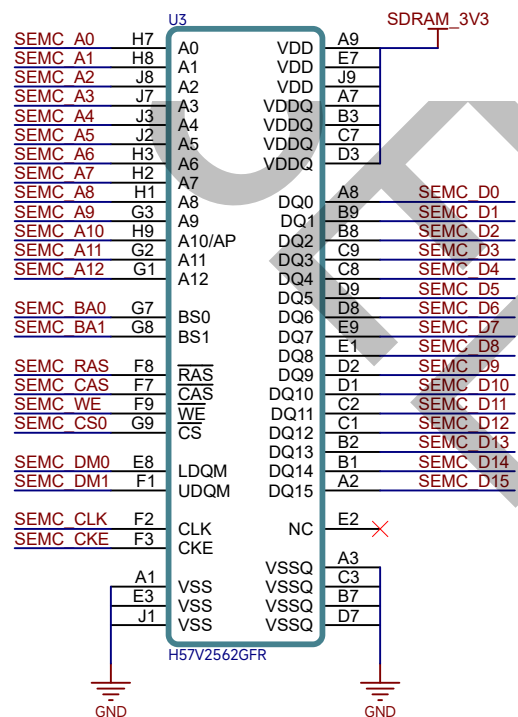 U3
SDRAM_3V3
SEMC_A0 H7 A0 VDD A9
SEMC_A1 H8 A1 VDD E7
SEMC_A2 J8 A2 VDD J9
SEMC_A3 J7 A3 VDDQ A7
SEMC_A4 J3 A4 VDDQ B3
SEMC_A5 J2 A5 VDDQ C7
SEMC_A6 H3 A6 VDDQ D3
SEMC_A7 H2 A7
SEMC_A8 H1 A8 DQ0 A8 SEMC_D0
SEMC_A9 G3 A9 DQ1 B9 SEMC_D1
SEMC_A10 H9 A10/AP DQ2 B8 SEMC_D2
SEMC_A11 G2 A11 DQ3 C9 SEMC_D3
SEMC_A12 G1 A12 DQ4 C8 SEMC_D4
DQ5 D9 SEMC_D5
SEMC_BA0 G7 BS0 DQ6 D8 SEMC_D6
SEMC_BA1 G8 BS1 DQ7 E9 SEMC_D7
DQ8 E1 SEMC_D8
SEMC_RAS F8 RAS DQ9 D2 SEMC_D9
SEMC_CAS F7 CAS DQ10 D1 SEMC_D10
SEMC_WE F9 WE DQ11 C2 SEMC_D11
SEMC_CS0 G9 CS DQ12 C1 SEMC_D12
DQ13 B2 SEMC_D13
SEMC_DM0 E8 LDQM DQ14 B1 SEMC_D14
SEMC_DM1 F1 UDQM DQ15 A2 SEMC_D15
SEMC_CLK F2 CLK NC E2
SEMC_CKE F3 CKE
VSSQ A3
A1 VSS VSSQ C3
E3 VSS VSSQ B7
J1 VSS VSSQ D7
H57V2562GFR
GND GND